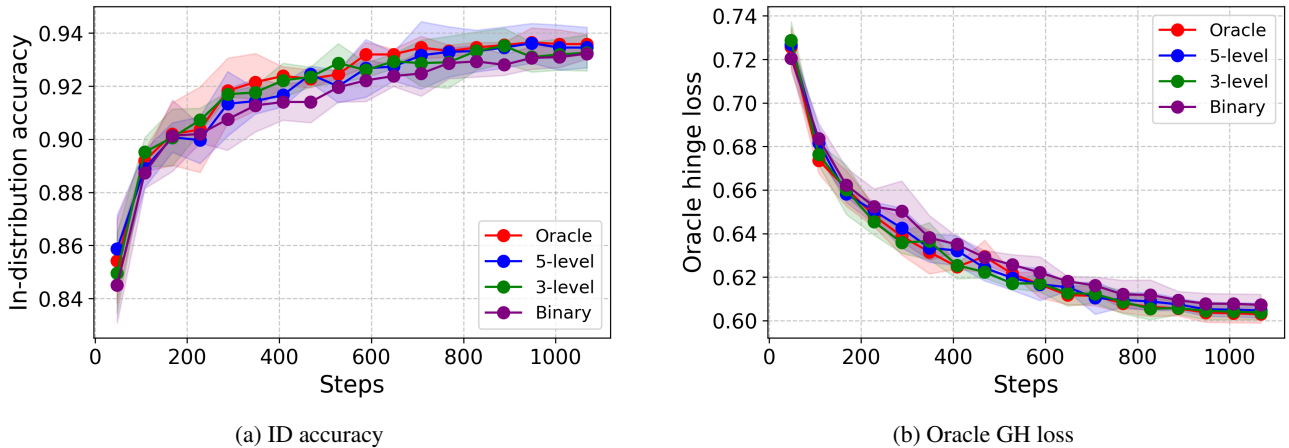 In-distribution accuracy
0.94
0.92
0.90
0.88
0.86
0.84
Oracle
5-level
3-level
Binary
0
200
400
600
800
1000
Steps
(a) ID accuracy
Oracle hinge loss
0.74
0.72
0.70
0.68
0.66
0.64
0.62
0.60
Oracle
5-level
3-level
Binary
0
200
400
600
800
1000
Steps
(b) Oracle GH loss